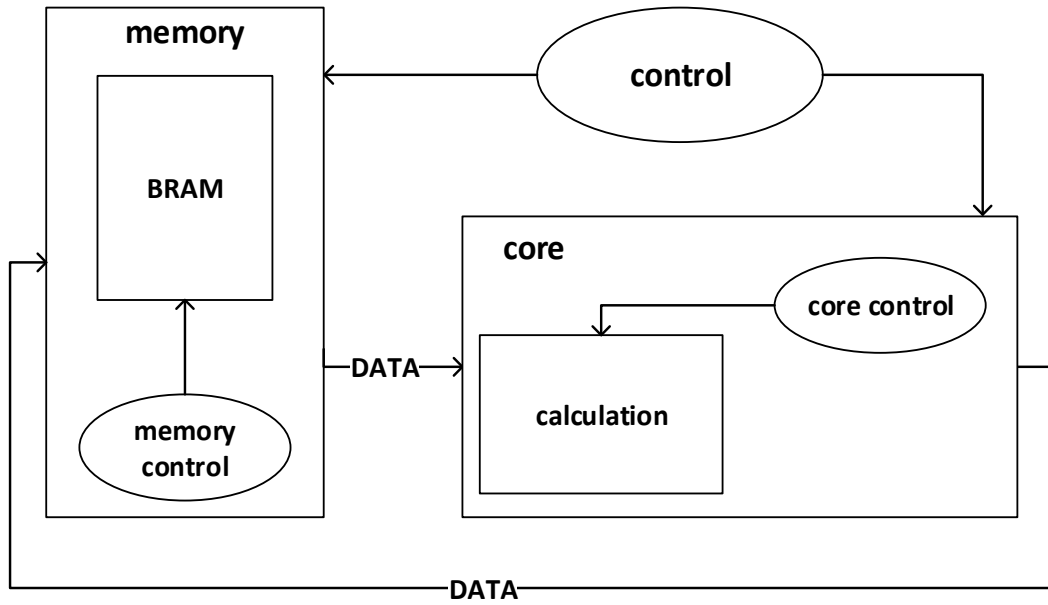 memory
control
BRAM
core
core control
DATA
calculation
memory
control
DATA